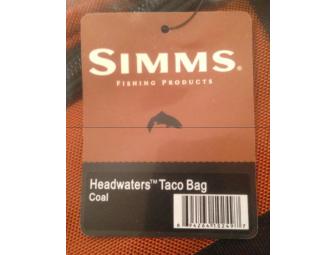 SIMMS®
FISHING PRODUCTS
Headwaters™ Taco Bag
Coal